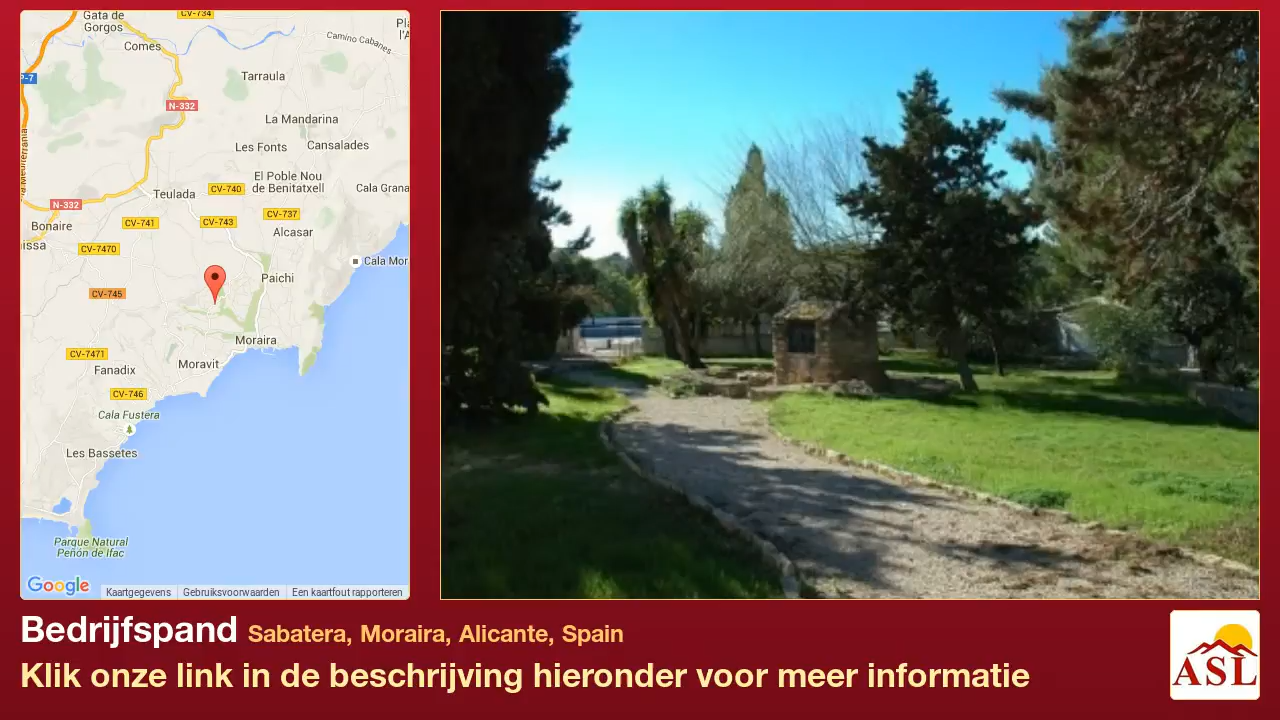 CV-734
Gata de
Gorgos
Comes
Camino Cabanes
P-7
Tarraula
N-332
La Mandarina
Les Fonts
Cansalades
El Poble Nou
de Benitatxell
Cala Grana
Teulada
CV-740
N-332
CV-741
CV-743
CV-737
Bonaire
Alcasar
issa
CV-7470
Cala Mor
Paichi
CV-745
Moraira
CV-7471
Moravit
Fanadix
CV-746
Cala Fustera
Les Bassetes
Parque Natural
Peñón de Ifac
Google
Kaartgegevens
Gebruiksvoorwaarden
Een kaartfout rapporteren
Bedrijfspand Sabatera, Moraira, Alicante, Spain
Klik onze link in de beschrijving hieronder voor meer informatie
ASL